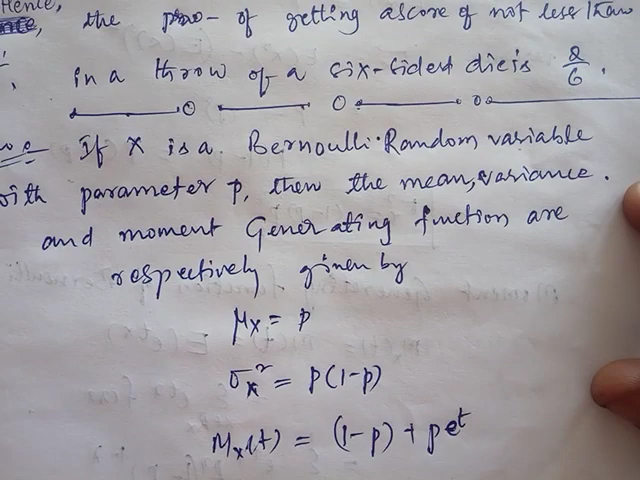 Hence,
the pro- of getting a score of not less than
in a throw of a six-sided die is 2/6.
If X is a Bernoulli Random variable
with parameter p, then the mean, variance.
and moment Generating function are
respectively given by
μx = p
σx² = p(1-p)
Mx(t) = (1-p) + pe^t